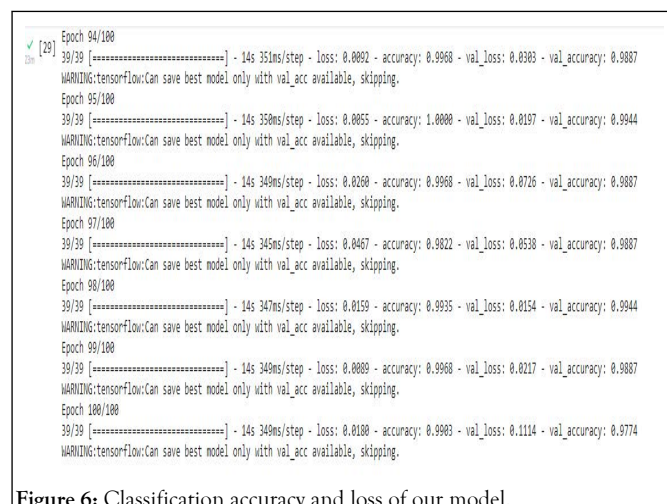 Epoch 94/100
[29] 39/39 [==============================] - 14s 351ms/step - loss: 0.0092 - accuracy: 0.9968 - val_loss: 0.0303 - val_accuracy: 0.9887
23m WARNING:tensorflow:Can save best model only with val_acc available, skipping.
Epoch 95/100
39/39 [==============================] - 14s 350ms/step - loss: 0.0055 - accuracy: 1.0000 - val_loss: 0.0197 - val_accuracy: 0.9944
WARNING:tensorflow:Can save best model only with val_acc available, skipping.
Epoch 96/100
39/39 [==============================] - 14s 349ms/step - loss: 0.0260 - accuracy: 0.9968 - val_loss: 0.0726 - val_accuracy: 0.9887
WARNING:tensorflow:Can save best model only with val_acc available, skipping.
Epoch 97/100
39/39 [==============================] - 14s 345ms/step - loss: 0.0467 - accuracy: 0.9822 - val_loss: 0.0538 - val_accuracy: 0.9887
WARNING:tensorflow:Can save best model only with val_acc available, skipping.
Epoch 98/100
39/39 [==============================] - 14s 347ms/step - loss: 0.0159 - accuracy: 0.9935 - val_loss: 0.0154 - val_accuracy: 0.9944
WARNING:tensorflow:Can save best model only with val_acc available, skipping.
Epoch 99/100
39/39 [==============================] - 14s 349ms/step - loss: 0.0089 - accuracy: 0.9968 - val_loss: 0.0217 - val_accuracy: 0.9887
WARNING:tensorflow:Can save best model only with val_acc available, skipping.
Epoch 100/100
39/39 [==============================] - 14s 349ms/step - loss: 0.0180 - accuracy: 0.9903 - val_loss: 0.1114 - val_accuracy: 0.9774
WARNING:tensorflow:Can save best model only with val_acc available, skipping.
Figure 6: Classification accuracy and loss of our model